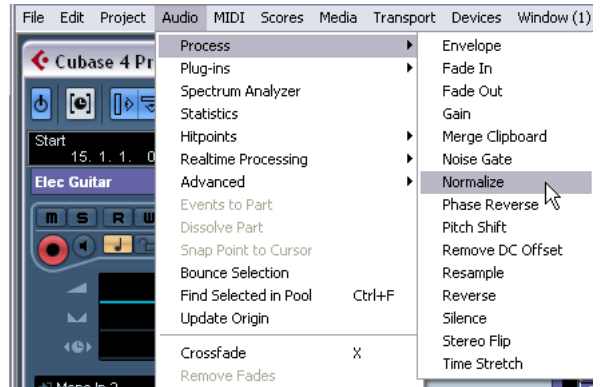 File Edit Project Audio MIDI Scores Media Transport Devices Window (1)
Cubase 4 Pr
Start
15. 1. 1. 0
Elec Guitar
M S R W
Process
Plug-ins
Spectrum Analyzer
Statistics
Hitpoints
Realtime Processing
Advanced
Events to Part
Dissolve Part
Snap Point to Cursor
Bounce Selection
Find Selected in Pool Ctrl+F
Update Origin
Crossfade X
Remove Fades
Envelope
Fade In
Fade Out
Gain
Merge Clipboard
Noise Gate
Normalize
Phase Reverse
Pitch Shift
Remove DC Offset
Resample
Reverse
Silence
Stereo Flip
Time Stretch
Mono In 2